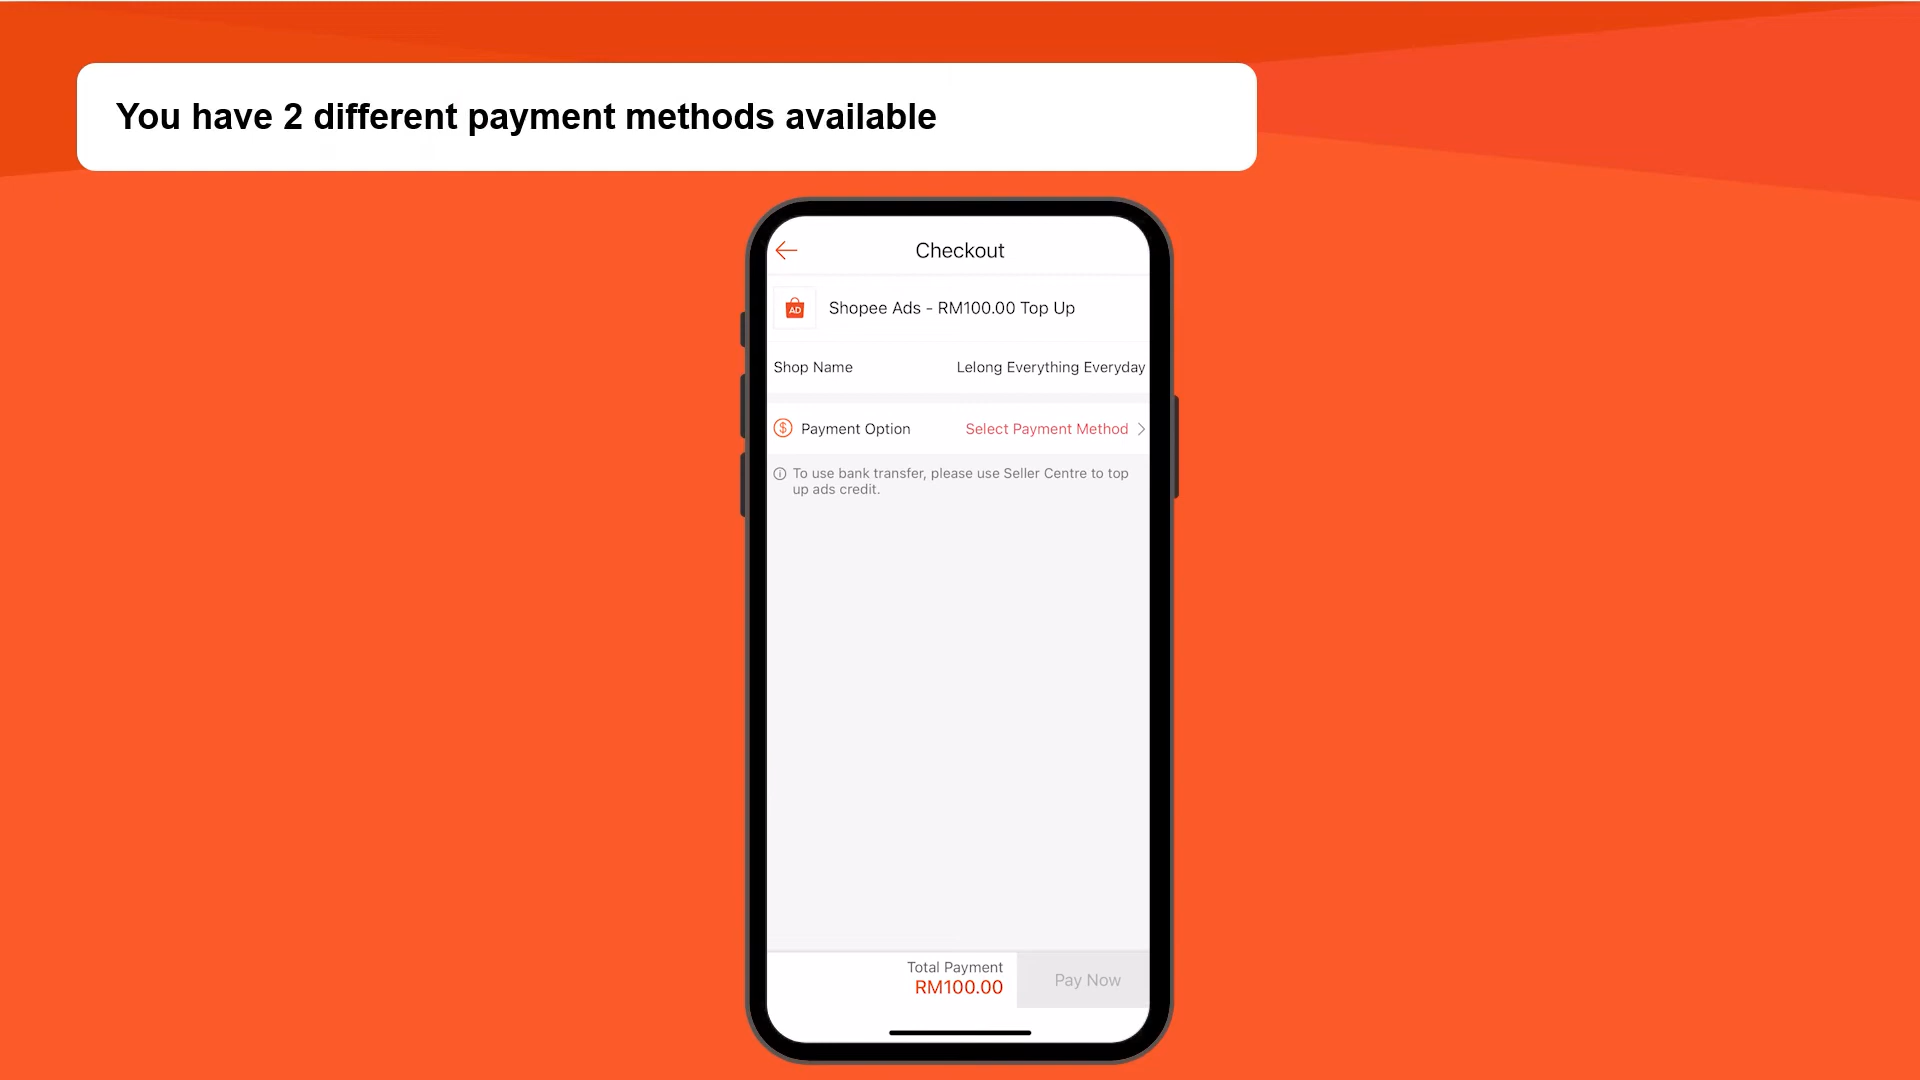 You have 2 different payment methods available
Checkout
AD
Shopee Ads - RM100.00 Top Up
Shop Name
Lelong Everything Everyday
$ Payment Option
Select Payment Method
To use bank transfer, please use Seller Centre to top
up ads credit.
Total Payment
RM100.00
Pay Now